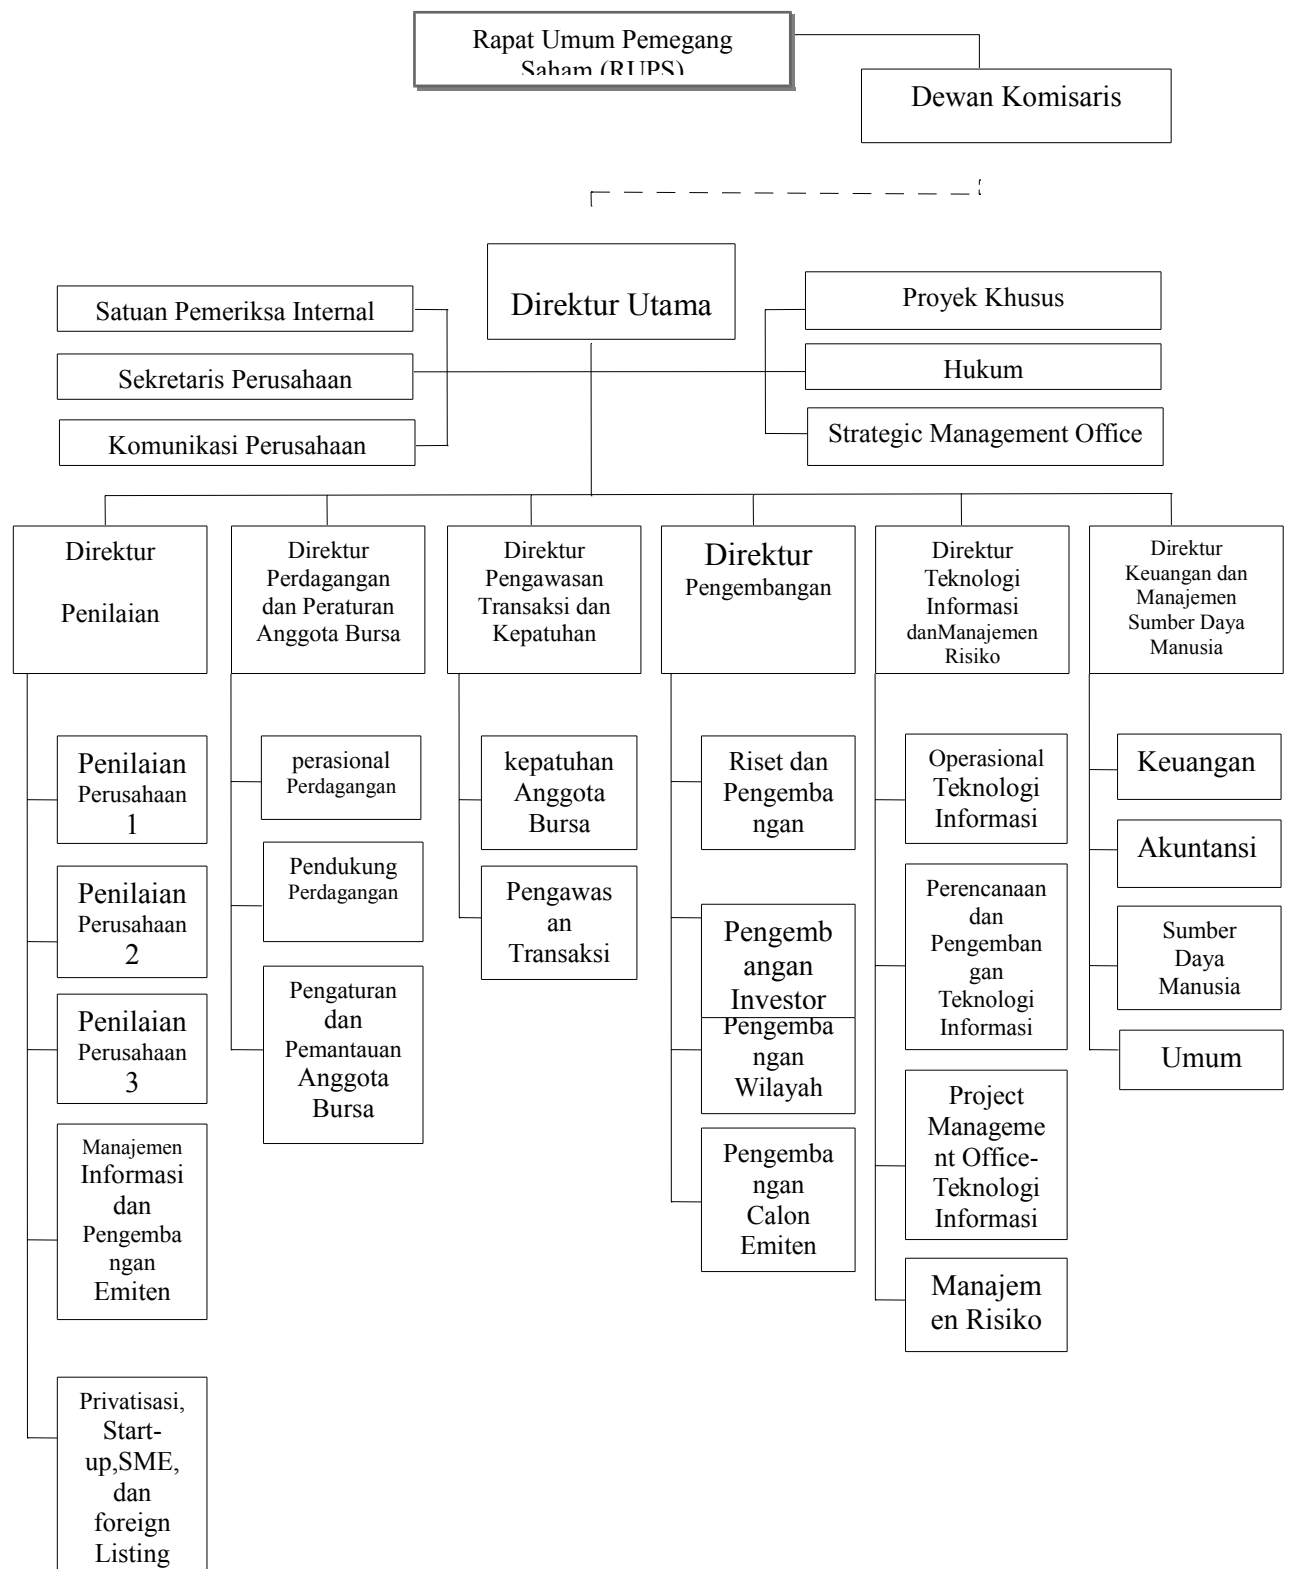 Rapat Umum Pemegang
Saham (RUPS)
Dewan Komisaris
Direktur Utama
Satuan Pemeriksa Internal
Sekretaris Perusahaan
Komunikasi Perusahaan
Proyek Khusus
Hukum
Strategic Management Office
Direktur
Penilaian
Direktur
Perdagangan
dan Peraturan
Anggota Bursa
Direktur
Pengawasan
Transaksi dan
Kepatuhan
Direktur
Pengembangan
Direktur
Teknologi
Informasi
danManajemen
Risiko
Direktur
Keuangan dan
Manajemen
Sumber Daya
Manusia
Penilaian
Perusahaan
1
Penilaian
Perusahaan
2
Penilaian
Perusahaan
3
Manajemen
Informasi
dan
Pengemba
ngan
Emiten
Privatisasi,
Start-
up,SME,
dan
foreign
Listing
perasional
Perdagangan
Pendukung
Perdagangan
Pengaturan
dan
Pemantauan
Anggota
Bursa
kepatuhan
Anggota
Bursa
Pengawas
an
Transaksi
Riset dan
Pengemba
ngan
Pengemb
angan
Investor
Pengemba
ngan
Wilayah
Pengemba
ngan
Calon
Emiten
Operasional
Teknologi
Informasi
Perencanaan
dan
Pengemban
gan
Teknologi
Informasi
Project
Manageme
nt Office-
Teknologi
Informasi
Manajem
en Risiko
Keuangan
Akuntansi
Sumber
Daya
Manusia
Umum